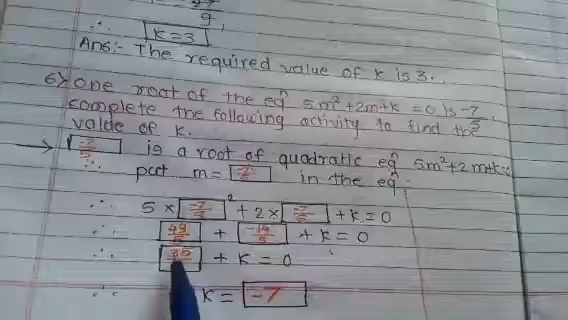 9
∴ K=3
Ans:- The required value of K is 3.
6) One root of the eqn 5m²+2m+k=0 is -7/5,
complete the following activity to find the
value of K.
→ -7/5 is a root of quadratic eqn 5m²+2m+k=0
∴ put m= -7/5 in the eqn.
∴ 5 × -7/5 ² + 2 × -7/5 + k = 0
∴ 49/5 + -14/5 + k = 0
∴ 35/5 + k = 0
∴ K = -7